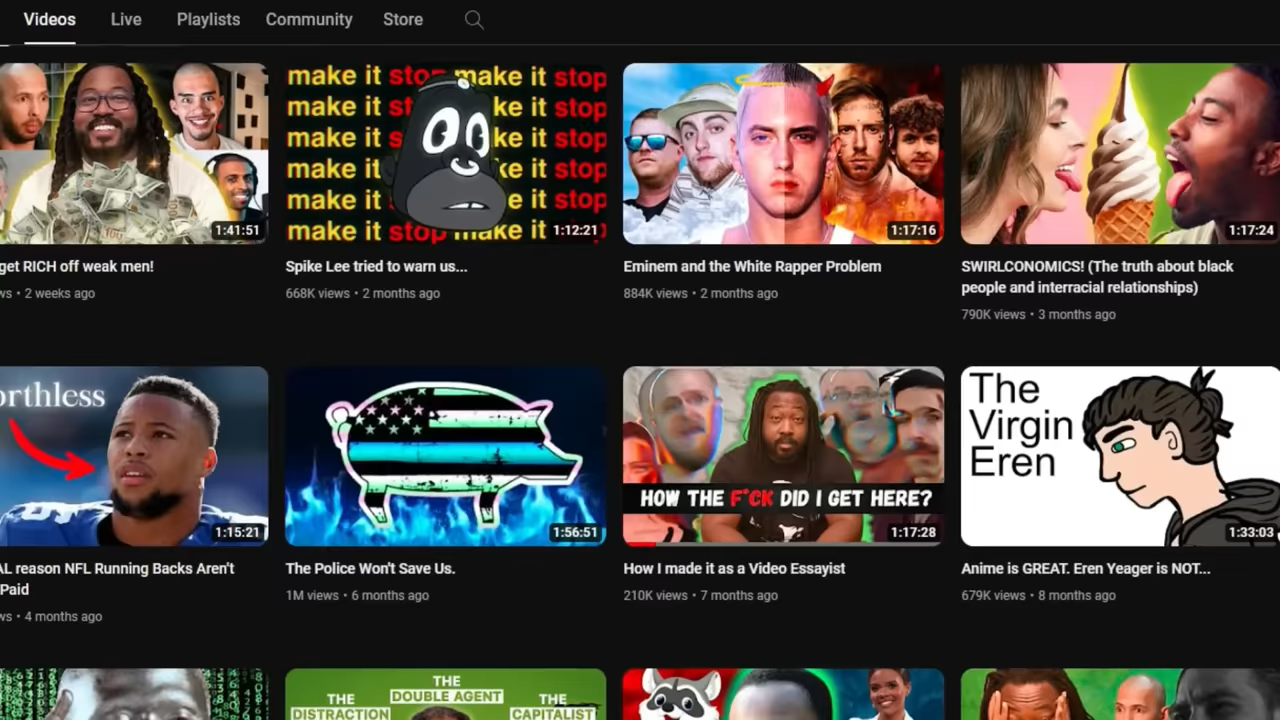 Videos
Live
Playlists
Community
Store
make it stop make it stop
make it st ke it stop
make it ke it stop
make it ke it stop
make it ke it stop
make it stop make it
1:41:51
1:12:21
1:17:16
1:17:24
get RICH off weak men!
Spike Lee tried to warn us...
Eminem and the White Rapper Problem
SWIRLCONOMICS! (The truth about black
people and interracial relationships)
ws • 2 weeks ago
668K views • 2 months ago
884K views • 2 months ago
790K views • 3 months ago
orthless
HOW THE F*CK DID I GET HERE?
The
Virgin
Eren
1:15:21
1:56:51
1:17:28
1:33:03
AL reason NFL Running Backs Aren't
Paid
The Police Won't Save Us.
How I made it as a Video Essayist
Anime is GREAT. Eren Yeager is NOT...
ws • 4 months ago
1M views • 6 months ago
210K views • 7 months ago
679K views • 8 months ago
THE
DISTRACTION
THE
DOUBLE AGENT
THE
CAPITALIST